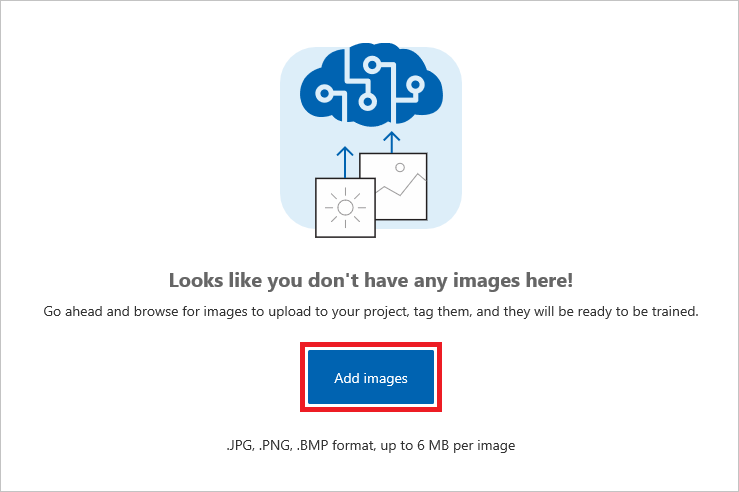 Looks like you don't have any images here!
Go ahead and browse for images to upload to your project, tag them, and they will be ready to be trained.
Add images
.JPG, .PNG, .BMP format, up to 6 MB per image